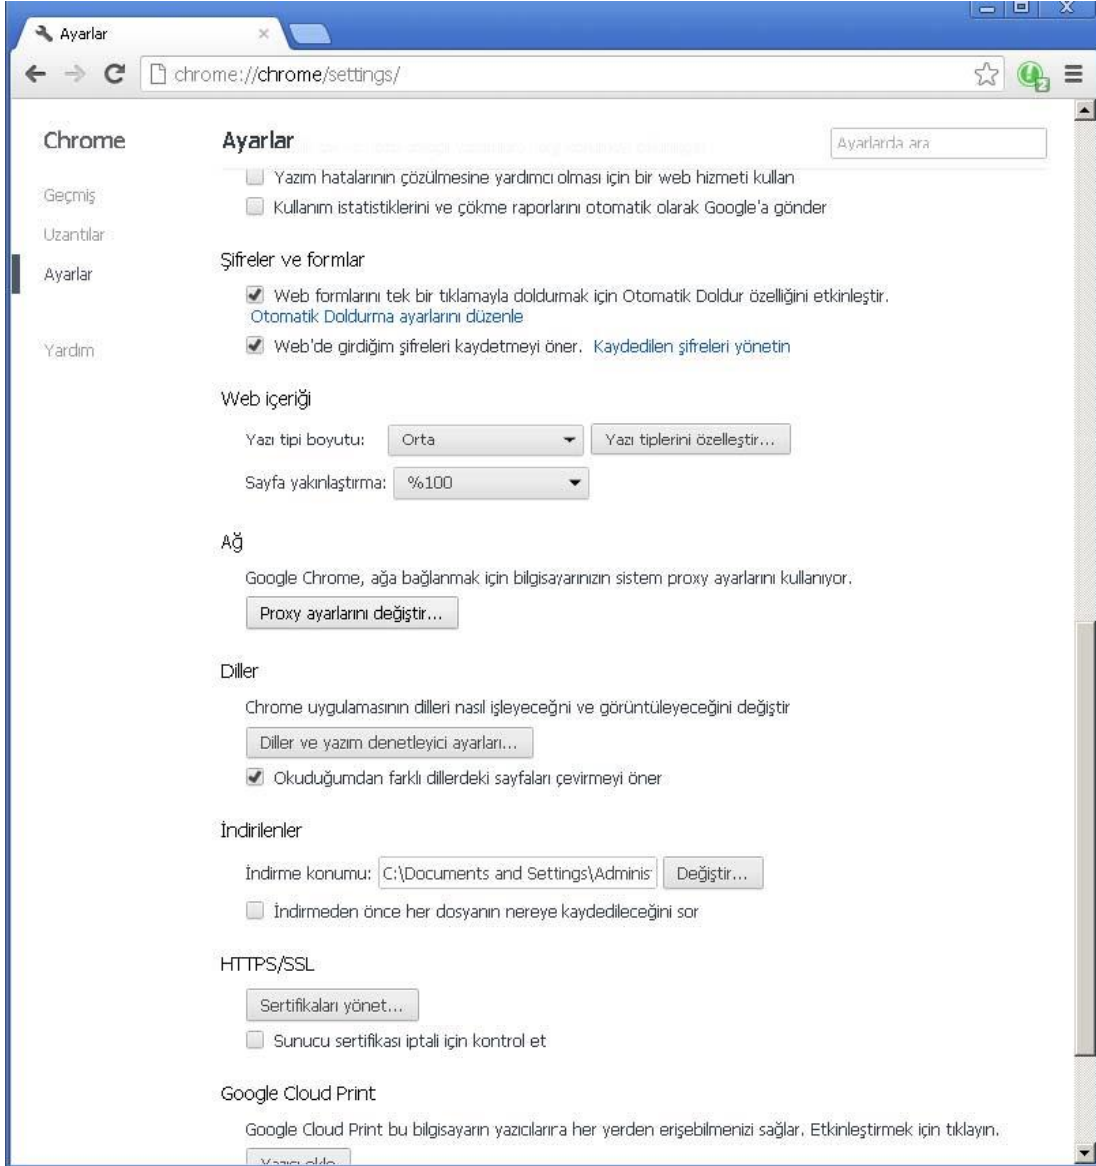 Ayarlar
chrome://chrome/settings/
2
Chrome
Ayarlar
Ayarlarda ara
Geçmiş
Uzantılar
Ayarlar
Yardım
Yazım hatalarının çözülmesine yardımcı olması için bir web hizmeti kullan
Kullanım istatistiklerini ve çökme raporlarını otomatik olarak Google'a gönder
Şifreler ve formlar
Web formlarını tek bir tıklamayla doldurmak için Otomatik Doldur özelliğini etkinleştir.
Otomatik Doldurma ayarlarını düzenle
Web'de girdiğim şifreleri kaydetmeyi öner. Kaydedilen şifreleri yönetin
Web içeriği
Yazı tipi boyutu: Orta Yazı tiplerini özelleştir...
Sayfa yakınlaştırma: %100
Ağ
Google Chrome, ağa bağlanmak için bilgisayarınızın sistem proxy ayarlarını kullanıyor.
Proxy ayarlarını değiştir...
Diller
Chrome uygulamasının dilleri nasıl işleyeceğni ve görüntüleyeceğini değiştir
Diller ve yazım denetleyici ayarları...
Okuduğumdan farklı dillerdeki sayfaları çevirmeyi öner
İndirilenler
İndirme konumu: C:\Documents and Settings\Adminis Değiştir...
İndirmeden önce her dosyanın nereye kaydedileceğini sor
HTTPS/SSL
Sertifikaları yönet...
Sunucu sertifikası iptali için kontrol et
Google Cloud Print
Google Cloud Print bu bilgisayarın yazıcılarına her yerden erişebilmenizi sağlar. Etkinleştirmek için tıklayın.
Yazıcı ekle